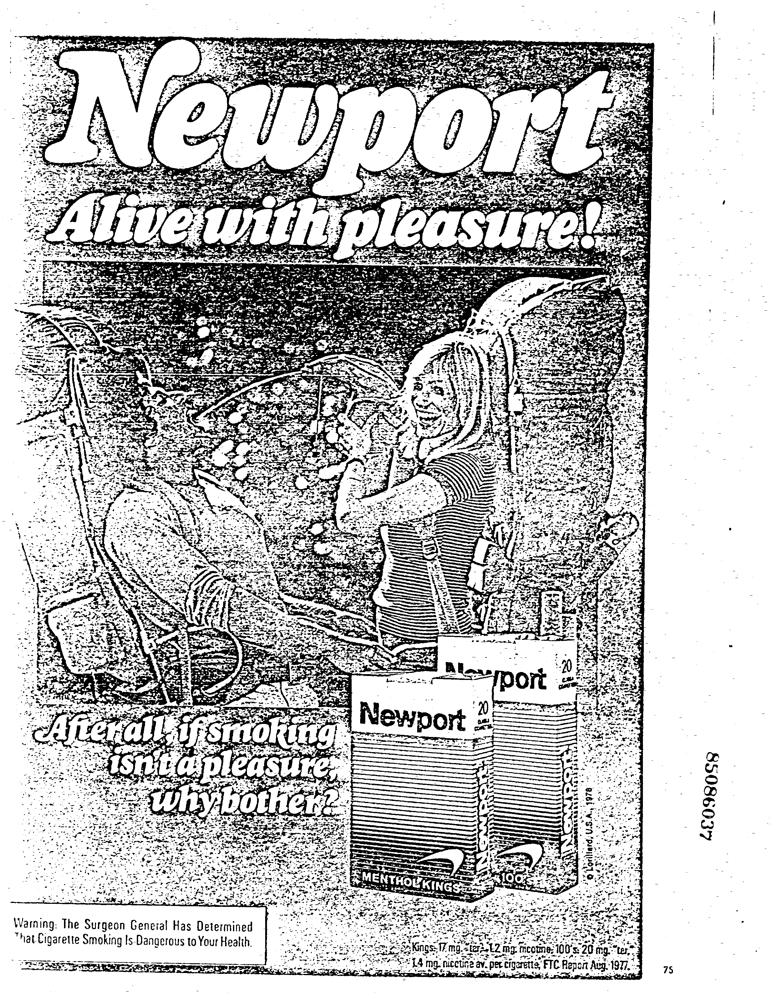 Newport
Alive with pleasure!
After all, if smoking
isn't a pleasure,
why bother?
Newport
20
Newport
20
NEWPORT
NEWPORT
MENTHOL KINGS
100
© Lorillard, U.S.A., 1978
Warning: The Surgeon General Has Determined
That Cigarette Smoking Is Dangerous to Your Health.
Kings: 17 mg. "tar", 1.2 mg. nicotine; 100's: 20 mg. "tar,"
1.4 mg. nicotine av. per cigarette, FTC Report Aug. 1977.
75
85086037